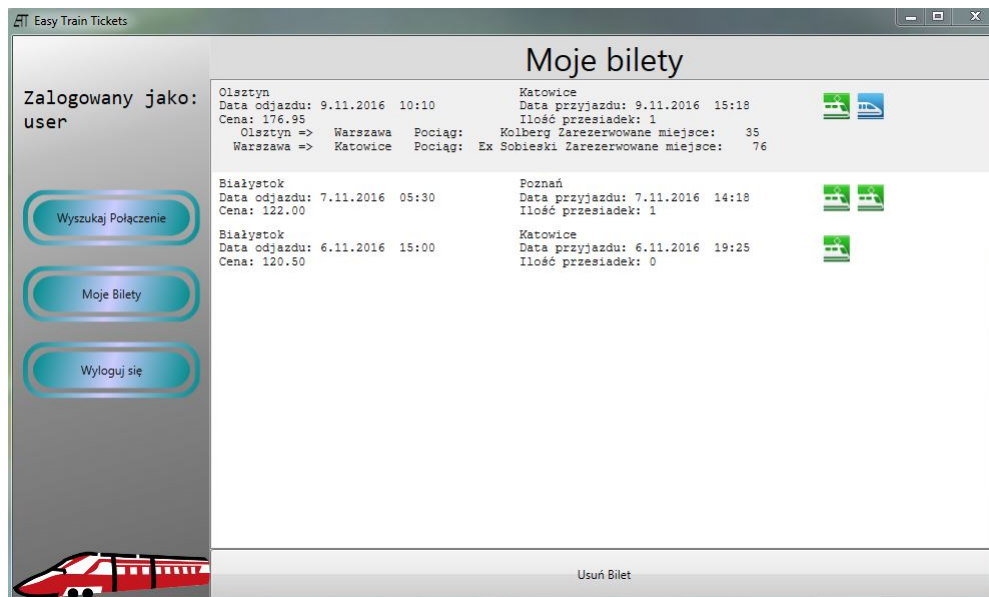 Easy Train Tickets
Moje bilety
Zalogowany jako:
user
Wyszukaj Połączenie
Moje Bilety
Wyloguj się
Olsztyn Katowice
Data odjazdu: 9.11.2016 10:10 Data przyjazdu: 9.11.2016 15:18
Cena: 176.95 Ilość przesiadek: 1
Olsztyn => Warszawa Pociąg: Kolberg Zarezerwowane miejsce: 35
Warszawa => Katowice Pociąg: Ex Sobieski Zarezerwowane miejsce: 76
Białystok Poznań
Data odjazdu: 7.11.2016 05:30 Data przyjazdu: 7.11.2016 14:18
Cena: 122.00 Ilość przesiadek: 1
Białystok Katowice
Data odjazdu: 6.11.2016 15:00 Data przyjazdu: 6.11.2016 19:25
Cena: 120.50 Ilość przesiadek: 0
Usuń Bilet